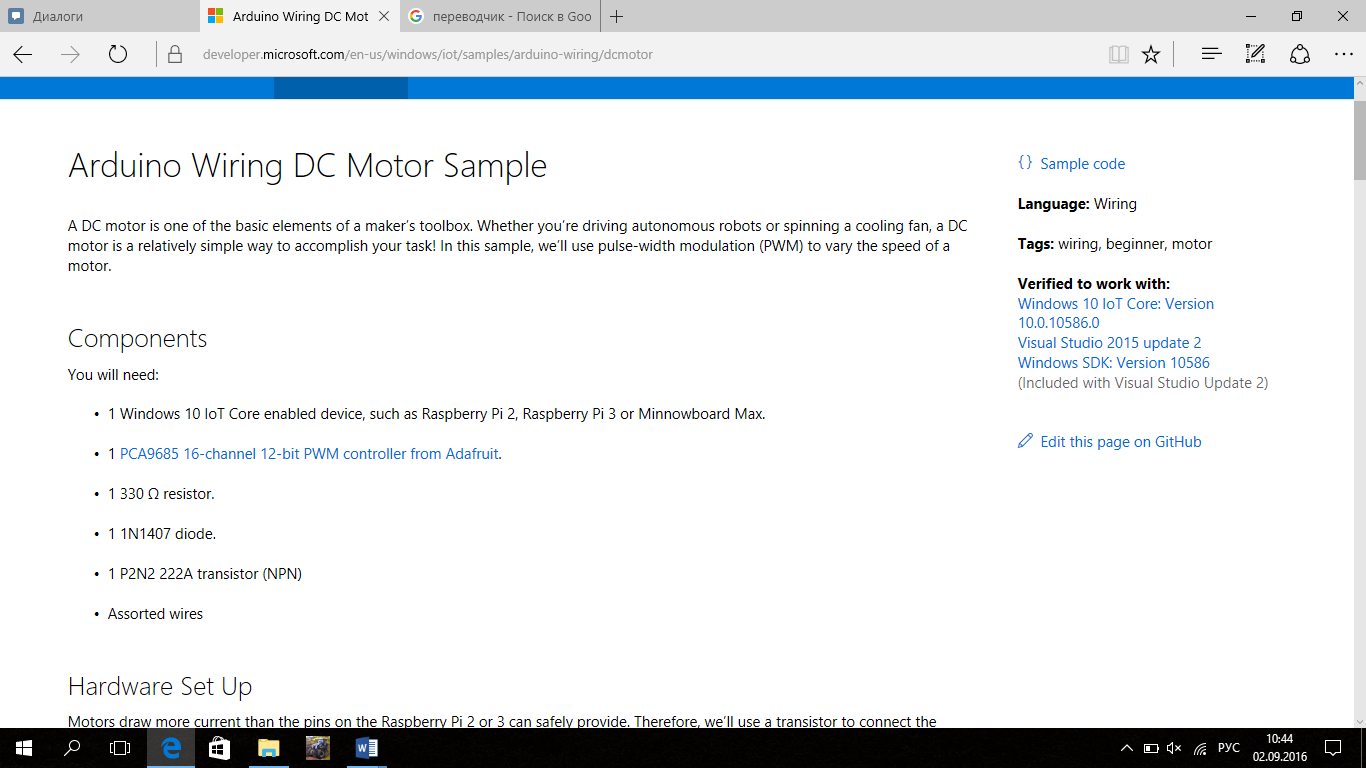 Диалоги
Arduino Wiring DC Mot
переводчик - Поиск в Goo
developer.microsoft.com/en-us/windows/iot/samples/arduino-wiring/dcmotor
Arduino Wiring DC Motor Sample
A DC motor is one of the basic elements of a maker's toolbox. Whether you're driving autonomous robots or spinning a cooling fan, a DC
motor is a relatively simple way to accomplish your task! In this sample, we'll use pulse-width modulation (PWM) to vary the speed of a
motor.
Components
You will need:
• 1 Windows 10 IoT Core enabled device, such as Raspberry Pi 2, Raspberry Pi 3 or Minnowboard Max.
• 1 PCA9685 16-channel 12-bit PWM controller from Adafruit.
• 1 330 Ω resistor.
• 1 1N1407 diode.
• 1 P2N2 222A transistor (NPN)
• Assorted wires
Hardware Set Up
Motors draw more current than the pins on the Raspberry Pi 2 or 3 can safely provide. Therefore, we'll use a transistor to connect the
{} Sample code
Language: Wiring
Tags: wiring, beginner, motor
Verified to work with:
Windows 10 IoT Core: Version
10.0.10586.0
Visual Studio 2015 update 2
Windows SDK: Version 10586
(Included with Visual Studio Update 2)
Edit this page on GitHub
РУС
10:44
02.09.2016